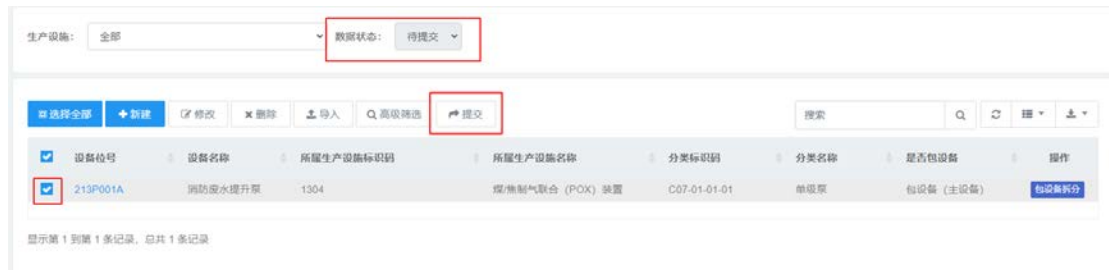 生产设施： 全部 数据状态： 待提交
选择全部 新建 修改 删除 导入 高级筛选 提交 搜索
设备位号 设备名称 所属生产设施标识码 所属生产设施名称 分类标识码 分类名称 是否包设备 操作
213P001A 消防废水提升泵 1304 煤/焦制气联合（POX）装置 C07-01-01-01 单级泵 包设备（主设备） 包设备拆分
显示第 1 到第 1 条记录，总共 1 条记录